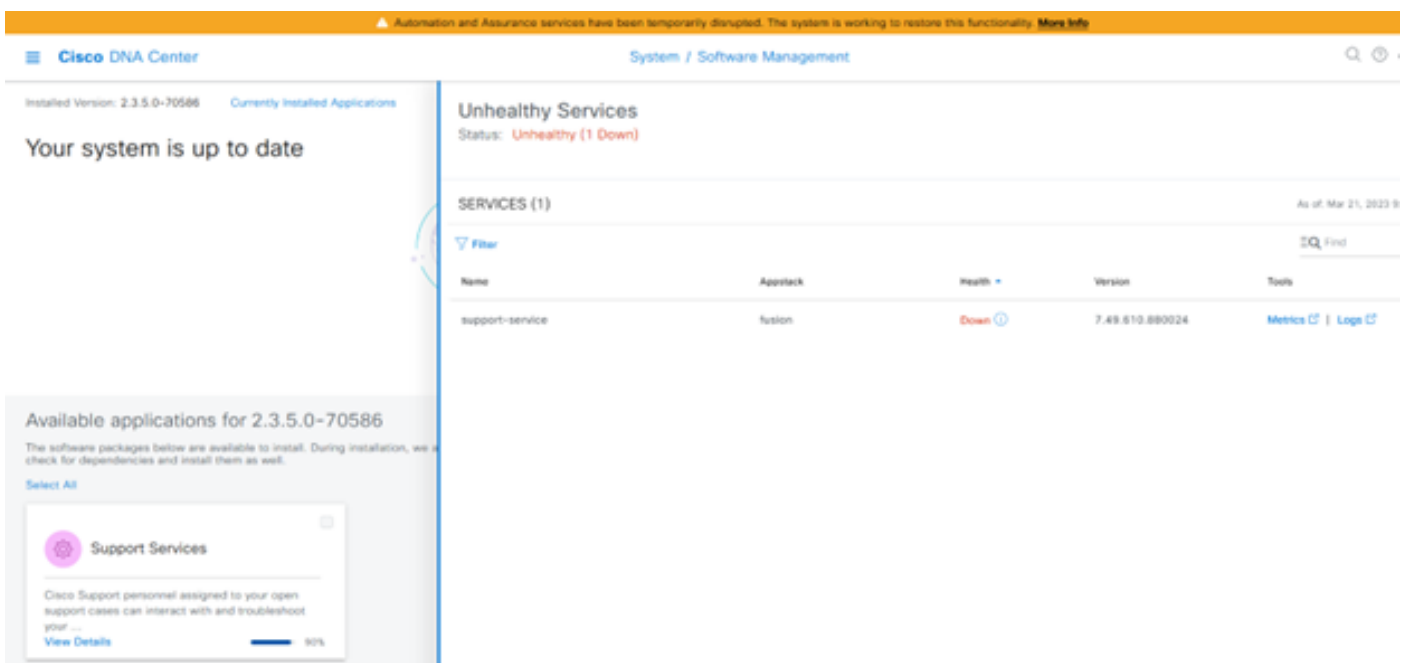 Automation and Assurance services have been temporarily disrupted. The system is working to restore this functionality. More Info
Cisco DNA Center
System / Software Management
Installed Version: 2.3.5.0-70586 Currently Installed Applications
Your system is up to date
Unhealthy Services
Status: Unhealthy (1 Down)
SERVICES (1)
As of: Mar 21, 2023 9:
Filter
Find
Name Appstack Health Version Tools
support-service fusion Down 7.49.610.880024 Metrics | Logs
Available applications for 2.3.5.0-70586
The software packages below are available to install. During installation, we a
check for dependencies and install them as well.
Select All
Support Services
Cisco Support personnel assigned to your open
support cases can interact with and troubleshoot
your ...
View Details 90%